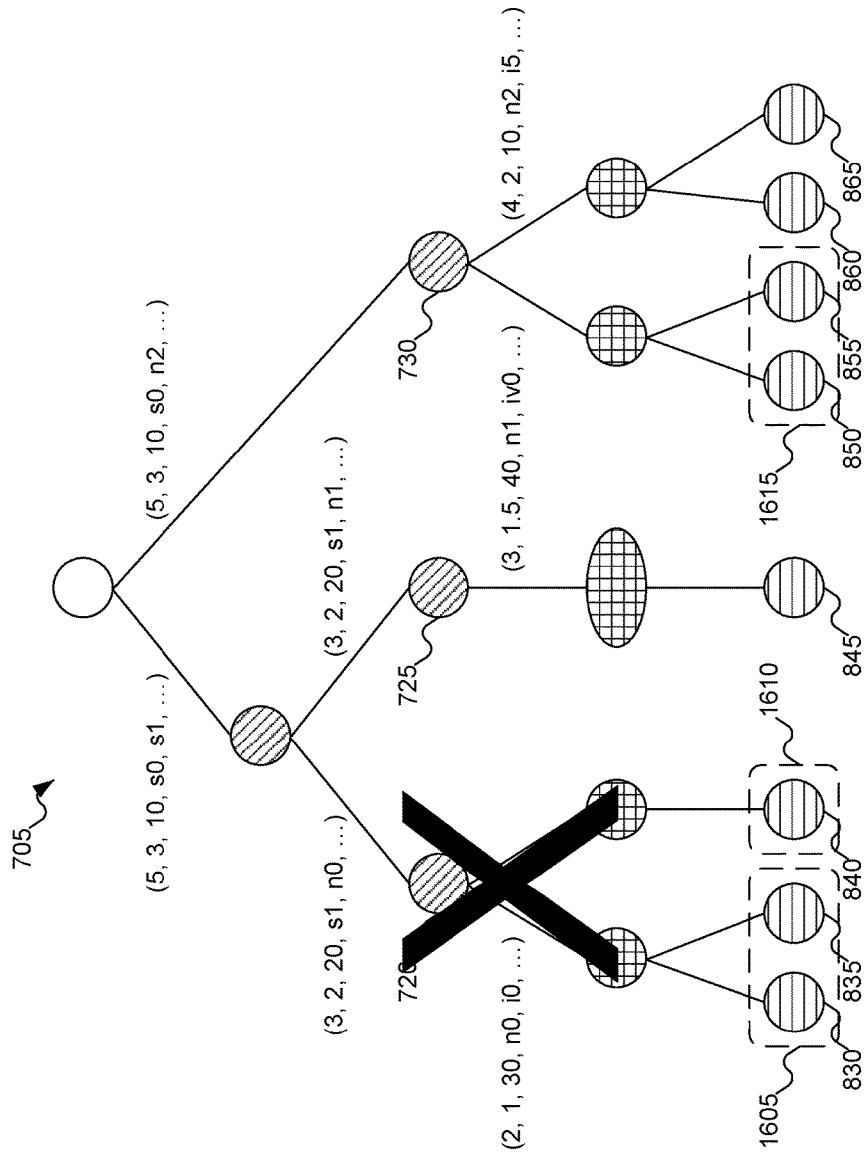 705
(5, 3, 10, s0, s1, …)
(5, 3, 10, s0, n2, …)
(3, 2, 20, s1, n0, …)
(3, 2, 20, s1, n1, …)
725
730
(2, 1, 30, n0, i0, …)
(3, 1.5, 40, n1, iv0, …)
(4, 2, 10, n2, i5, …)
1605
1610
1615
830
835
840
845
850
855
860
865